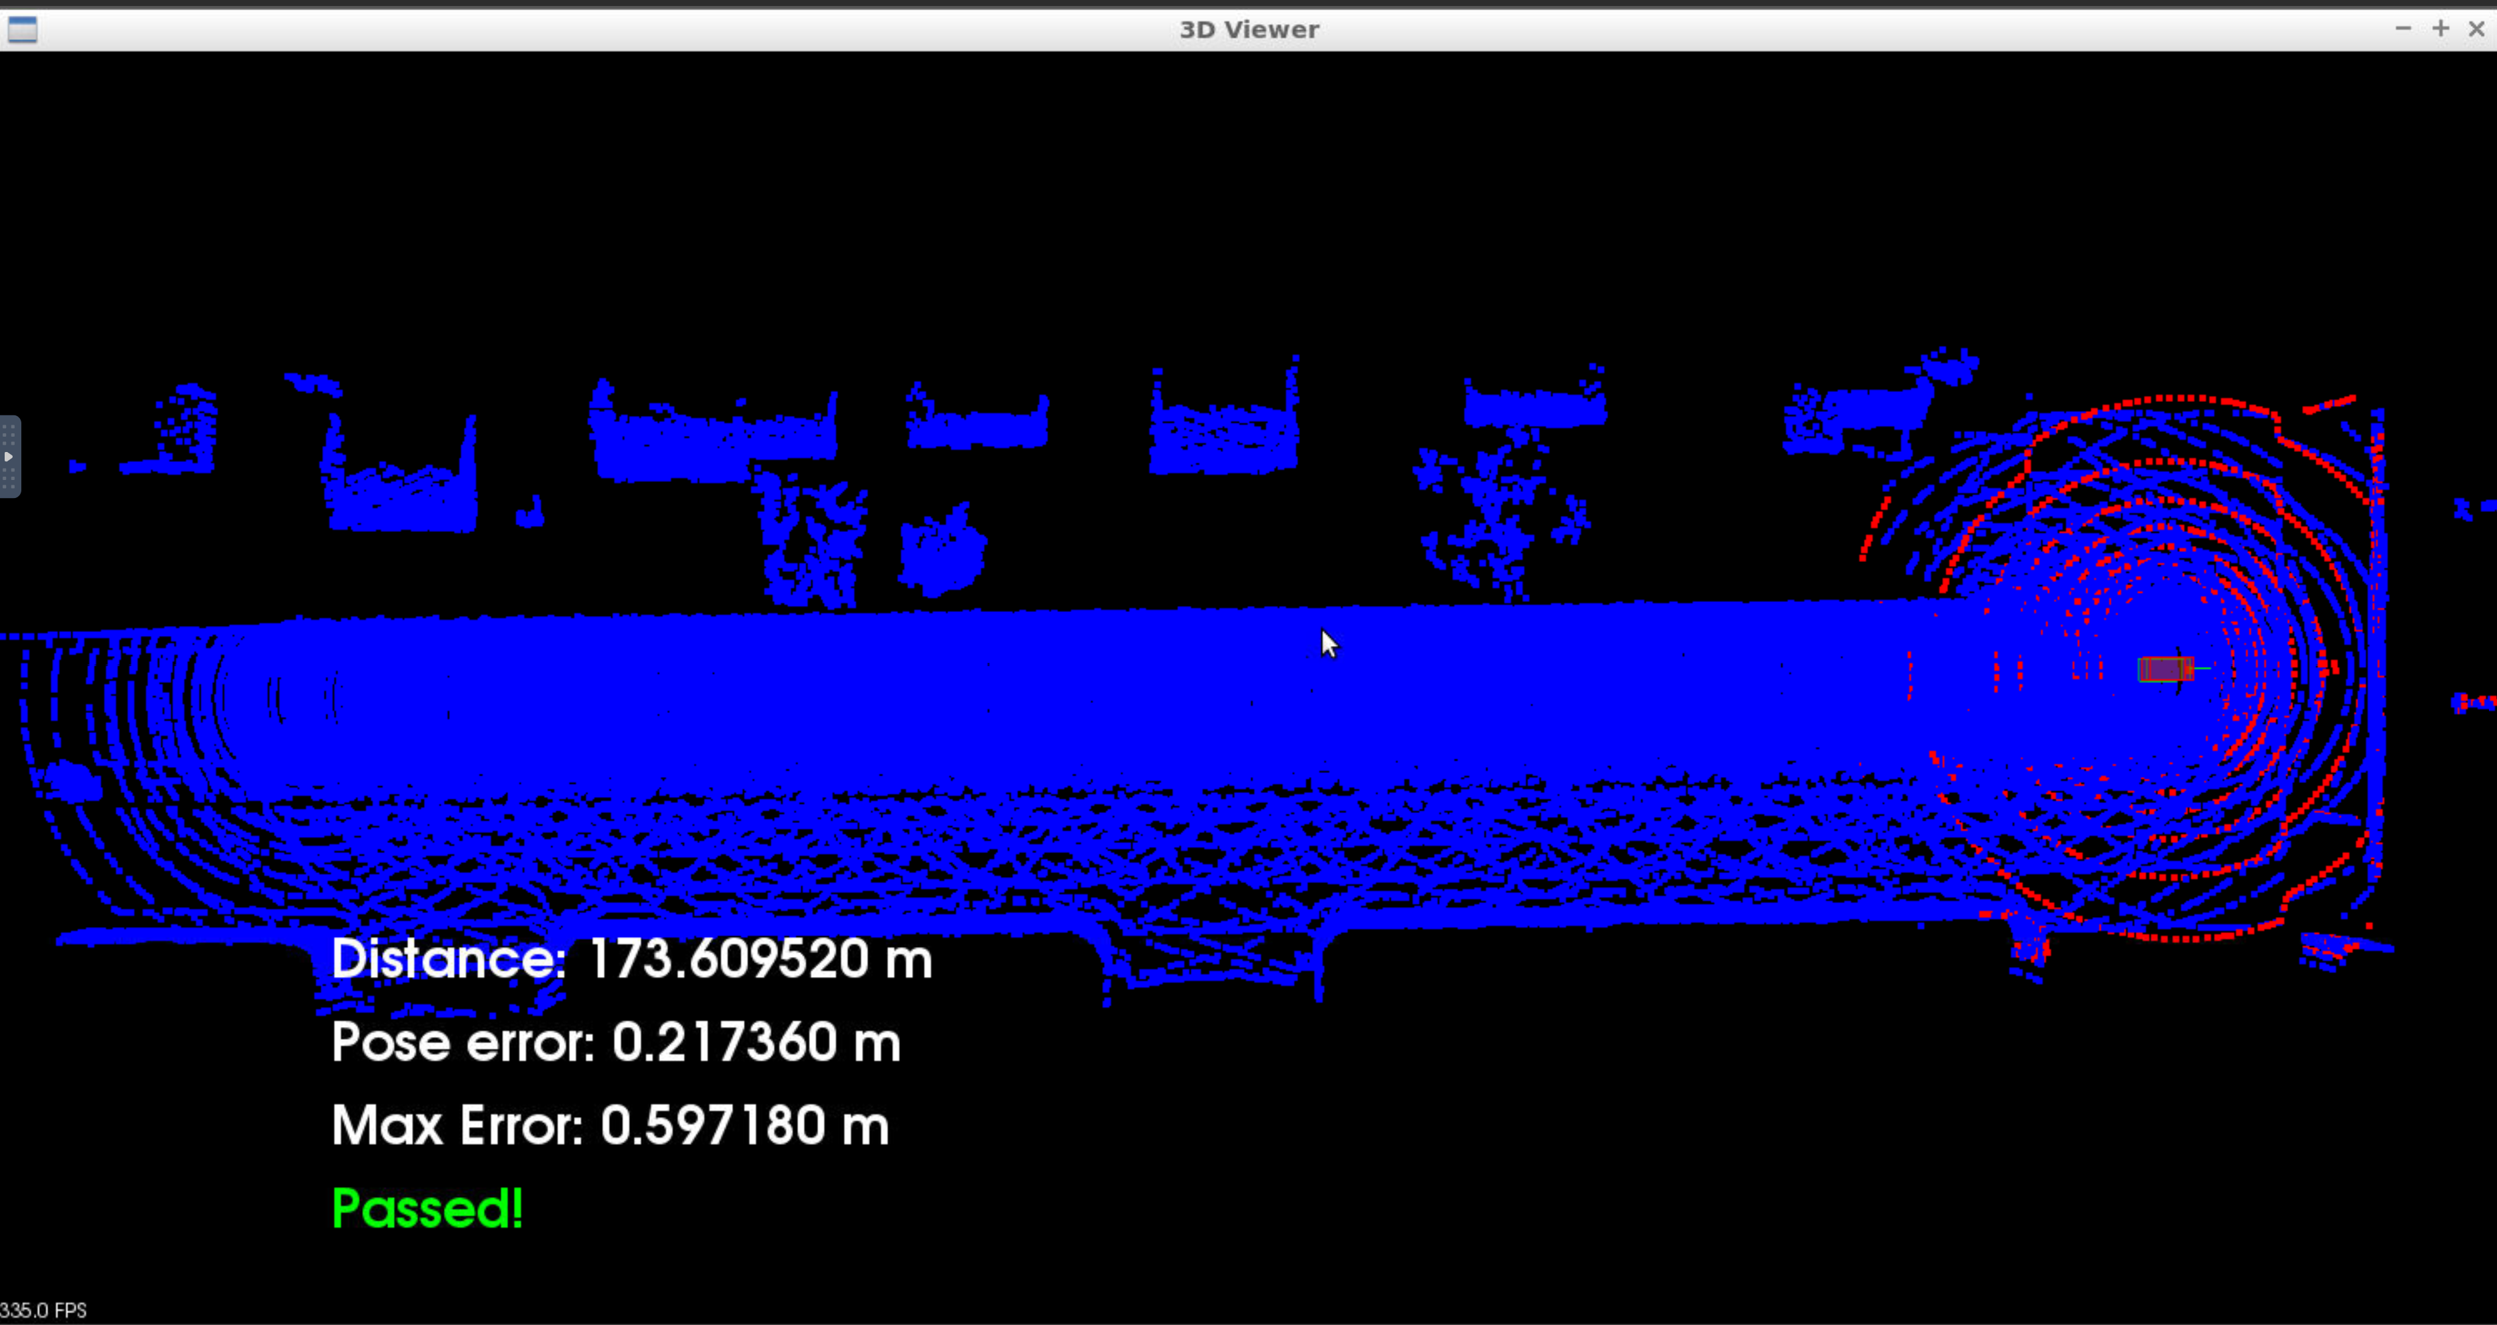 3D Viewer
Distance: 173.609520 m
Pose error: 0.217360 m
Max Error: 0.597180 m
Passed!
335.0 FPS